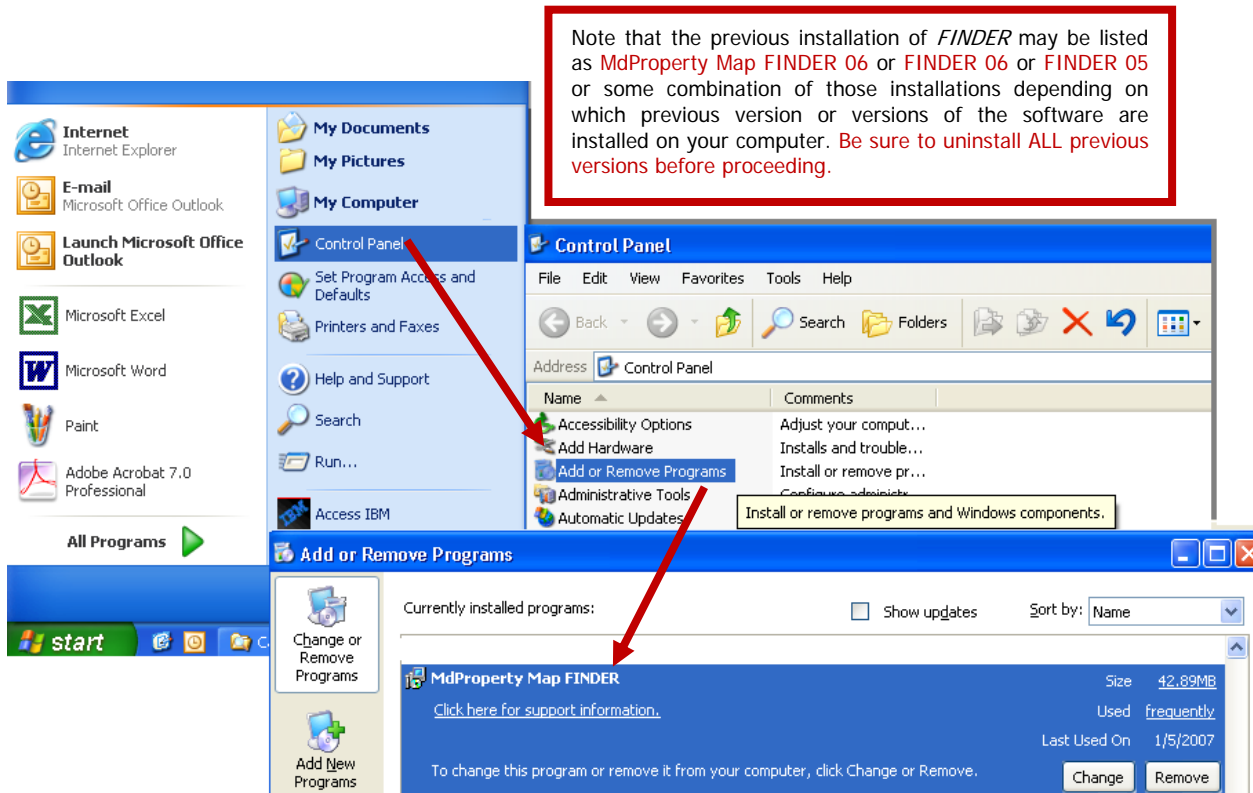 Note that the previous installation of FINDER may be listed
as MdProperty Map FINDER 06 or FINDER 06 or FINDER 05
or some combination of those installations depending on
which previous version or versions of the software are
installed on your computer. Be sure to uninstall ALL previous
versions before proceeding.
Internet
Internet Explorer
E-mail
Microsoft Office Outlook
Launch Microsoft Office
Outlook
Microsoft Excel
Microsoft Word
Paint
Adobe Acrobat 7.0
Professional
All Programs
My Documents
My Pictures
My Computer
Control Panel
Set Program Access and
Defaults
Printers and Faxes
Help and Support
Search
Run...
Access IBM
start
Control Panel
File Edit View Favorites Tools Help
Back Search Folders
Address Control Panel
Name Comments
Accessibility Options Adjust your comput...
Add Hardware Installs and trouble...
Add or Remove Programs Install or remove pr...
Administrative Tools Configure administr...
Automatic Updates
Install or remove programs and Windows components.
Add or Remove Programs
Change or
Remove
Programs
Add New
Programs
Currently installed programs: Show updates Sort by: Name
MdProperty Map FINDER Size 42.89MB
Click here for support information. Used frequently
Last Used On 1/5/2007
To change this program or remove it from your computer, click Change or Remove. Change Remove